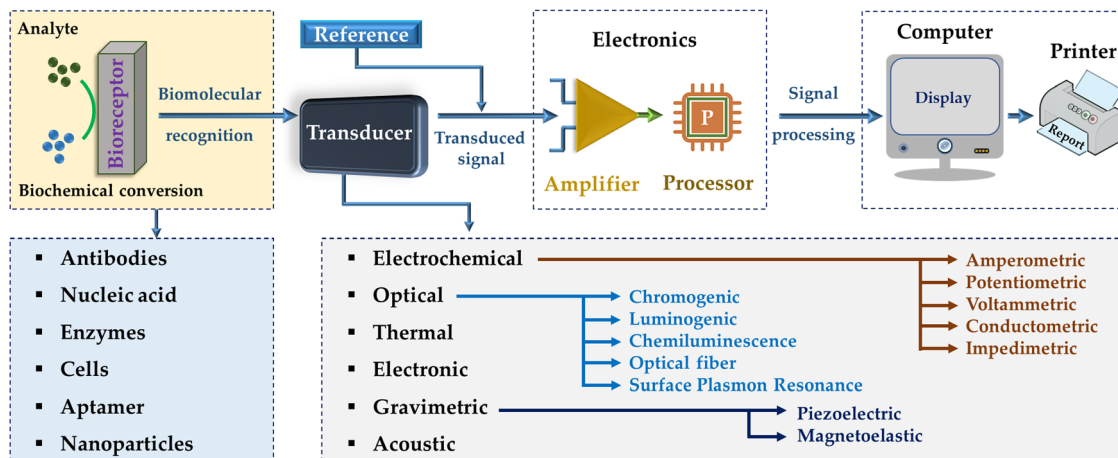 Analyte
Bioreceptor
Biochemical conversion
Biomolecular
recognition
Reference
Transducer
Transduced
signal
Electronics
P
Amplifier
Processor
Signal
processing
Computer
Display
Printer
Report
▪ Antibodies
▪ Nucleic acid
▪ Enzymes
▪ Cells
▪ Aptamer
▪ Nanoparticles
▪ Electrochemical
▪ Optical
▪ Thermal
▪ Electronic
▪ Gravimetric
▪ Acoustic
Chromogenic
Luminogenic
Chemiluminescence
Optical fiber
Surface Plasmon Resonance
Amperometric
Potentiometric
Voltammetric
Conductometric
Impedimetric
Piezoelectric
Magnetoelastic